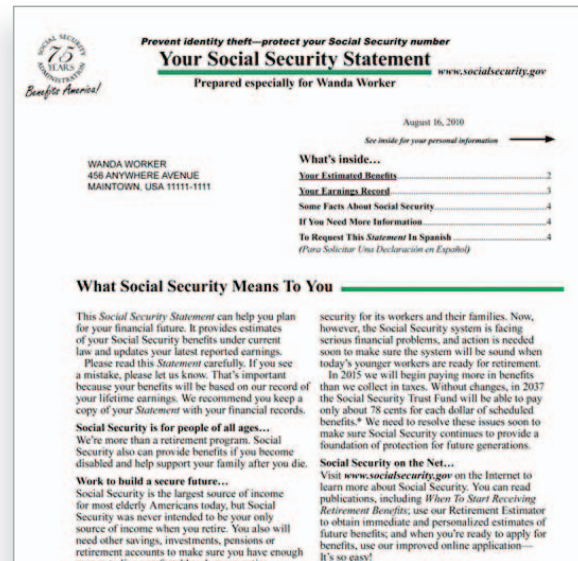 SOCIAL SECURITY ADMINISTRATION
75
YEARS
Benefits America!
Prevent identity theft—protect your Social Security number
Your Social Security Statement
www.socialsecurity.gov
Prepared especially for Wanda Worker
August 16, 2010
See inside for your personal information
WANDA WORKER
456 ANYWHERE AVENUE
MAINTOWN, USA 11111-1111
What's inside…
Your Estimated Benefits 2
Your Earnings Record 3
Some Facts About Social Security 4
If You Need More Information 4
To Request This Statement In Spanish 4
(Para Solicitar Una Declaración en Español)
What Social Security Means To You
This Social Security Statement can help you plan
for your financial future. It provides estimates
of your Social Security benefits under current
law and updates your latest reported earnings.
Please read this Statement carefully. If you see
a mistake, please let us know. That's important
because your benefits will be based on our record of
your lifetime earnings. We recommend you keep a
copy of your Statement with your financial records.
Social Security is for people of all ages…
We're more than a retirement program. Social
Security also can provide benefits if you become
disabled and help support your family after you die.
Work to build a secure future…
Social Security is the largest source of income
for most elderly Americans today, but Social
Security was never intended to be your only
source of income when you retire. You also will
need other savings, investments, pensions or
retirement accounts to make sure you have enough
security for its workers and their families. Now,
however, the Social Security system is facing
serious financial problems, and action is needed
soon to make sure the system will be sound when
today's younger workers are ready for retirement.
In 2015 we will begin paying more in benefits
than we collect in taxes. Without changes, in 2037
the Social Security Trust Fund will be able to pay
only about 78 cents for each dollar of scheduled
benefits.* We need to resolve these issues soon to
make sure Social Security continues to provide a
foundation of protection for future generations.
Social Security on the Net…
Visit www.socialsecurity.gov on the Internet to
learn more about Social Security. You can read
publications, including When To Start Receiving
Retirement Benefits; use our Retirement Estimator
to obtain immediate and personalized estimates of
future benefits; and when you're ready to apply for
benefits, use our improved online application—
It's so easy!